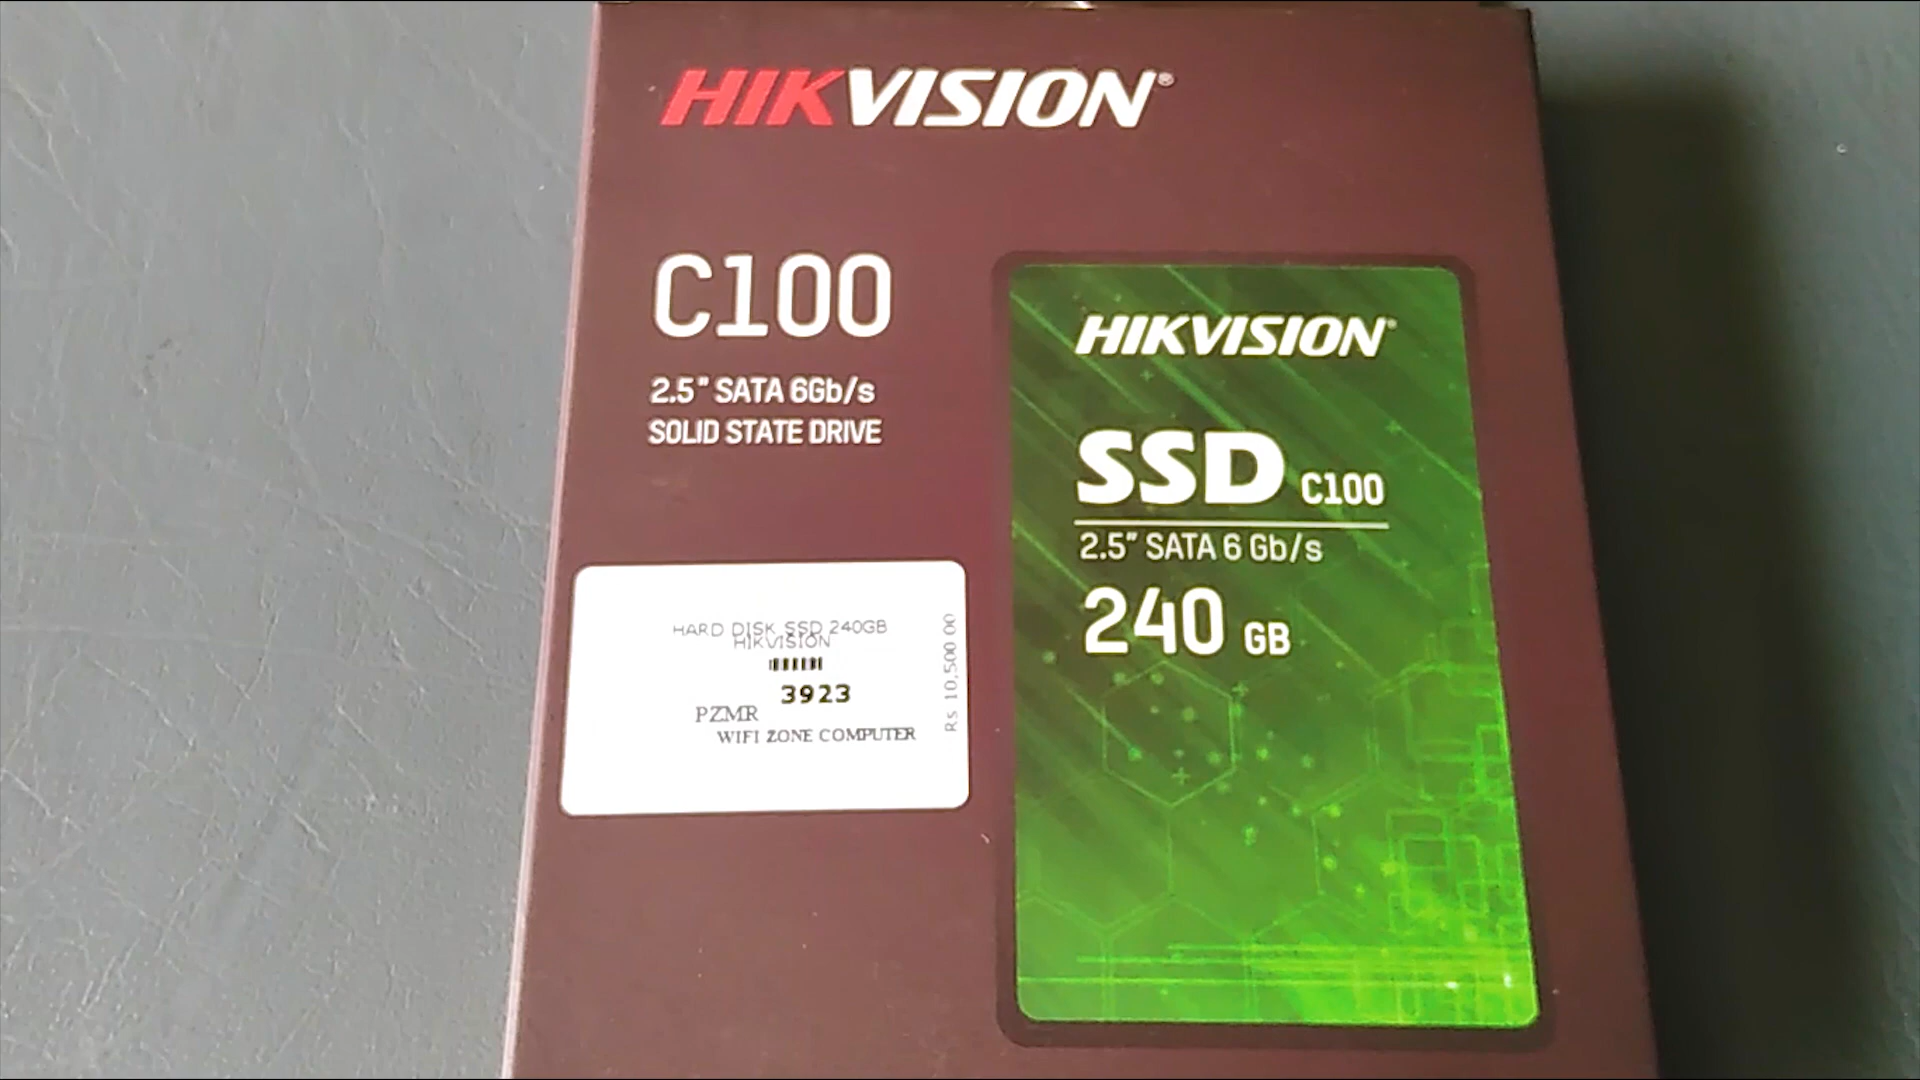 HIKVISION®
C100
2.5" SATA 6Gb/s
SOLID STATE DRIVE
HARD DISK SSD 240GB
HIKVISION
3923
PZMR
WIFI ZONE COMPUTER
Rs 10,500 00
HIKVISION®
SSD C100
2.5" SATA 6 Gb/s
240 GB